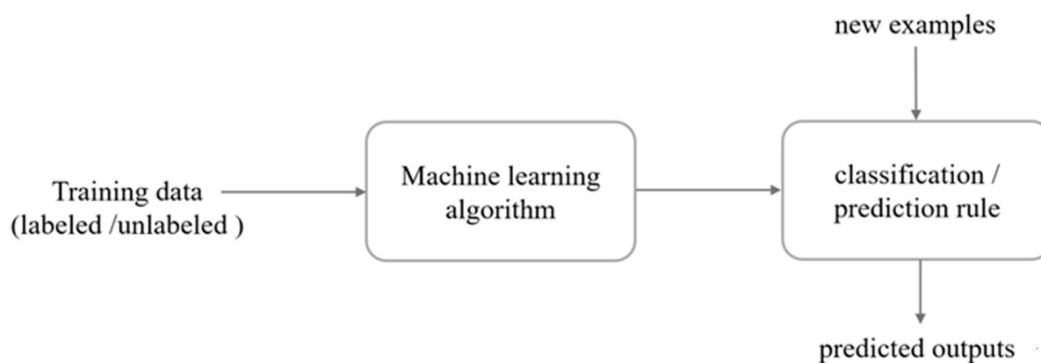 new examples
Training data
(labeled /unlabeled )
Machine learning
algorithm
classification /
prediction rule
predicted outputs